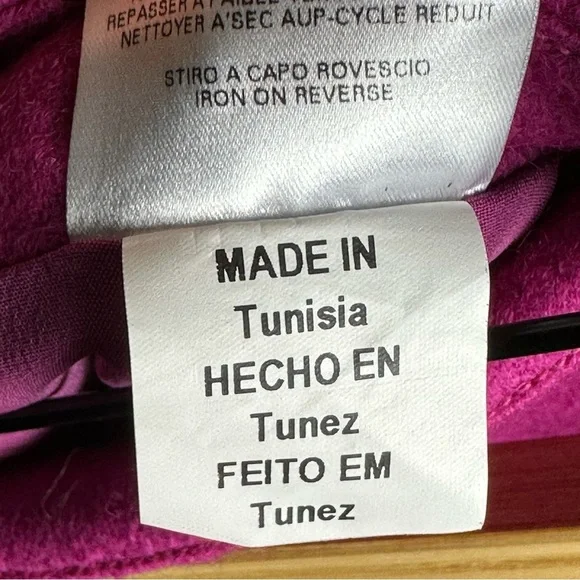 REPASSER A
NETTOYER A'SEC AUP-CYCLE REDUIT
STIRO A CAPO ROVESCIO
IRON ON REVERSE
MADE IN
Tunisia
HECHO EN
Tunez
FEITO EM
Tunez